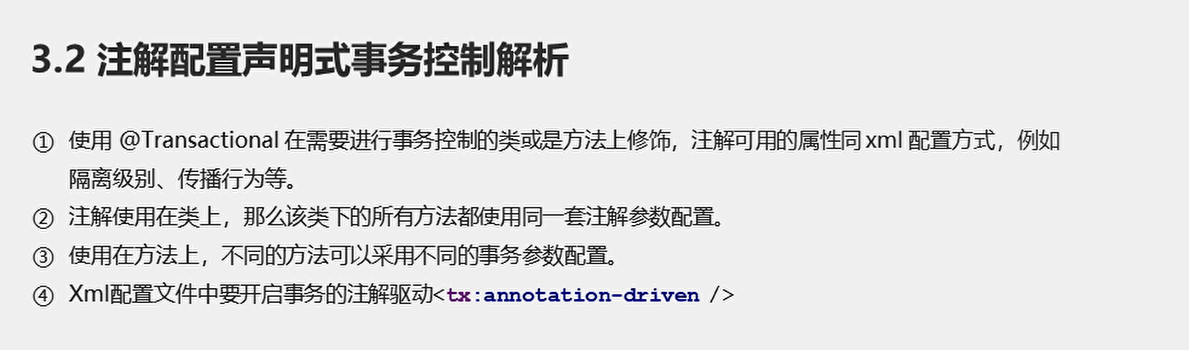 3.2 注解配置声明式事务控制解析
① 使用 @Transactional 在需要进行事务控制的类或是方法上修饰，注解可用的属性同 xml 配置方式，例如
隔离级别、传播行为等。
② 注解使用在类上，那么该类下的所有方法都使用同一套注解参数配置。
③ 使用在方法上，不同的方法可以采用不同的事务参数配置。
④ Xml配置文件中要开启事务的注解驱动<tx:annotation-driven />